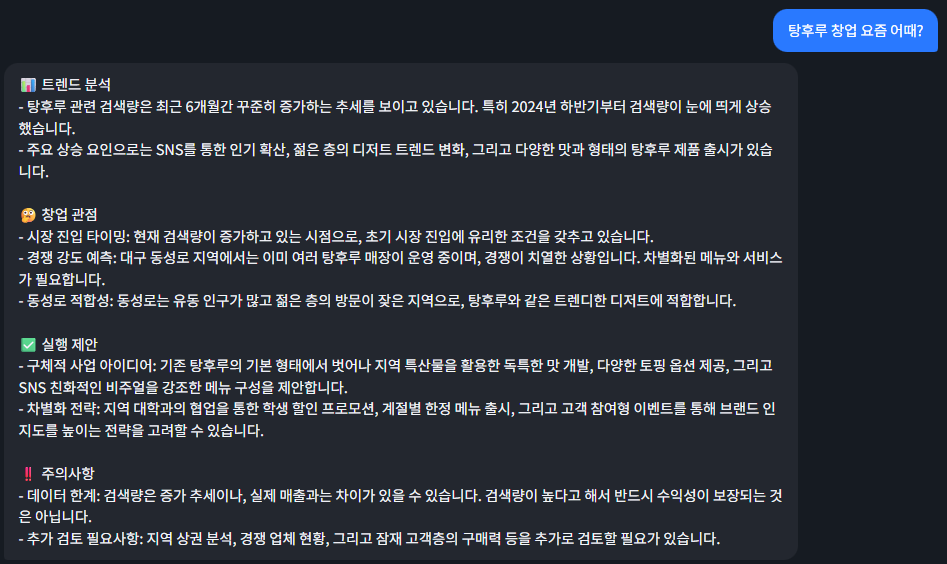 탕후루 창업 요즘 어때?
📊 트렌드 분석
- 탕후루 관련 검색량은 최근 6개월간 꾸준히 증가하는 추세를 보이고 있습니다. 특히 2024년 하반기부터 검색량이 눈에 띄게 상승
했습니다.
- 주요 상승 요인으로는 SNS를 통한 인기 확산, 젊은 층의 디저트 트렌드 변화, 그리고 다양한 맛과 형태의 탕후루 제품 출시가 있습
니다.
🤔 창업 관점
- 시장 진입 타이밍: 현재 검색량이 증가하고 있는 시점으로, 초기 시장 진입에 유리한 조건을 갖추고 있습니다.
- 경쟁 강도 예측: 대구 동성로 지역에서는 이미 여러 탕후루 매장이 운영 중이며, 경쟁이 치열한 상황입니다. 차별화된 메뉴와 서비스
가 필요합니다.
- 동성로 적합성: 동성로는 유동 인구가 많고 젊은 층의 방문이 잦은 지역으로, 탕후루와 같은 트렌디한 디저트에 적합합니다.
✅ 실행 제안
- 구체적 사업 아이디어: 기존 탕후루의 기본 형태에서 벗어나 지역 특산물을 활용한 독특한 맛 개발, 다양한 토핑 옵션 제공, 그리고
SNS 친화적인 비주얼을 강조한 메뉴 구성을 제안합니다.
- 차별화 전략: 지역 대학과의 협업을 통한 학생 할인 프로모션, 계절별 한정 메뉴 출시, 그리고 고객 참여형 이벤트를 통해 브랜드 인
지도를 높이는 전략을 고려할 수 있습니다.
‼️ 주의사항
- 데이터 한계: 검색량은 증가 추세이나, 실제 매출과는 차이가 있을 수 있습니다. 검색량이 높다고 해서 반드시 수익성이 보장되는 것
은 아닙니다.
- 추가 검토 필요사항: 지역 상권 분석, 경쟁 업체 현황, 그리고 잠재 고객층의 구매력 등을 추가로 검토할 필요가 있습니다.